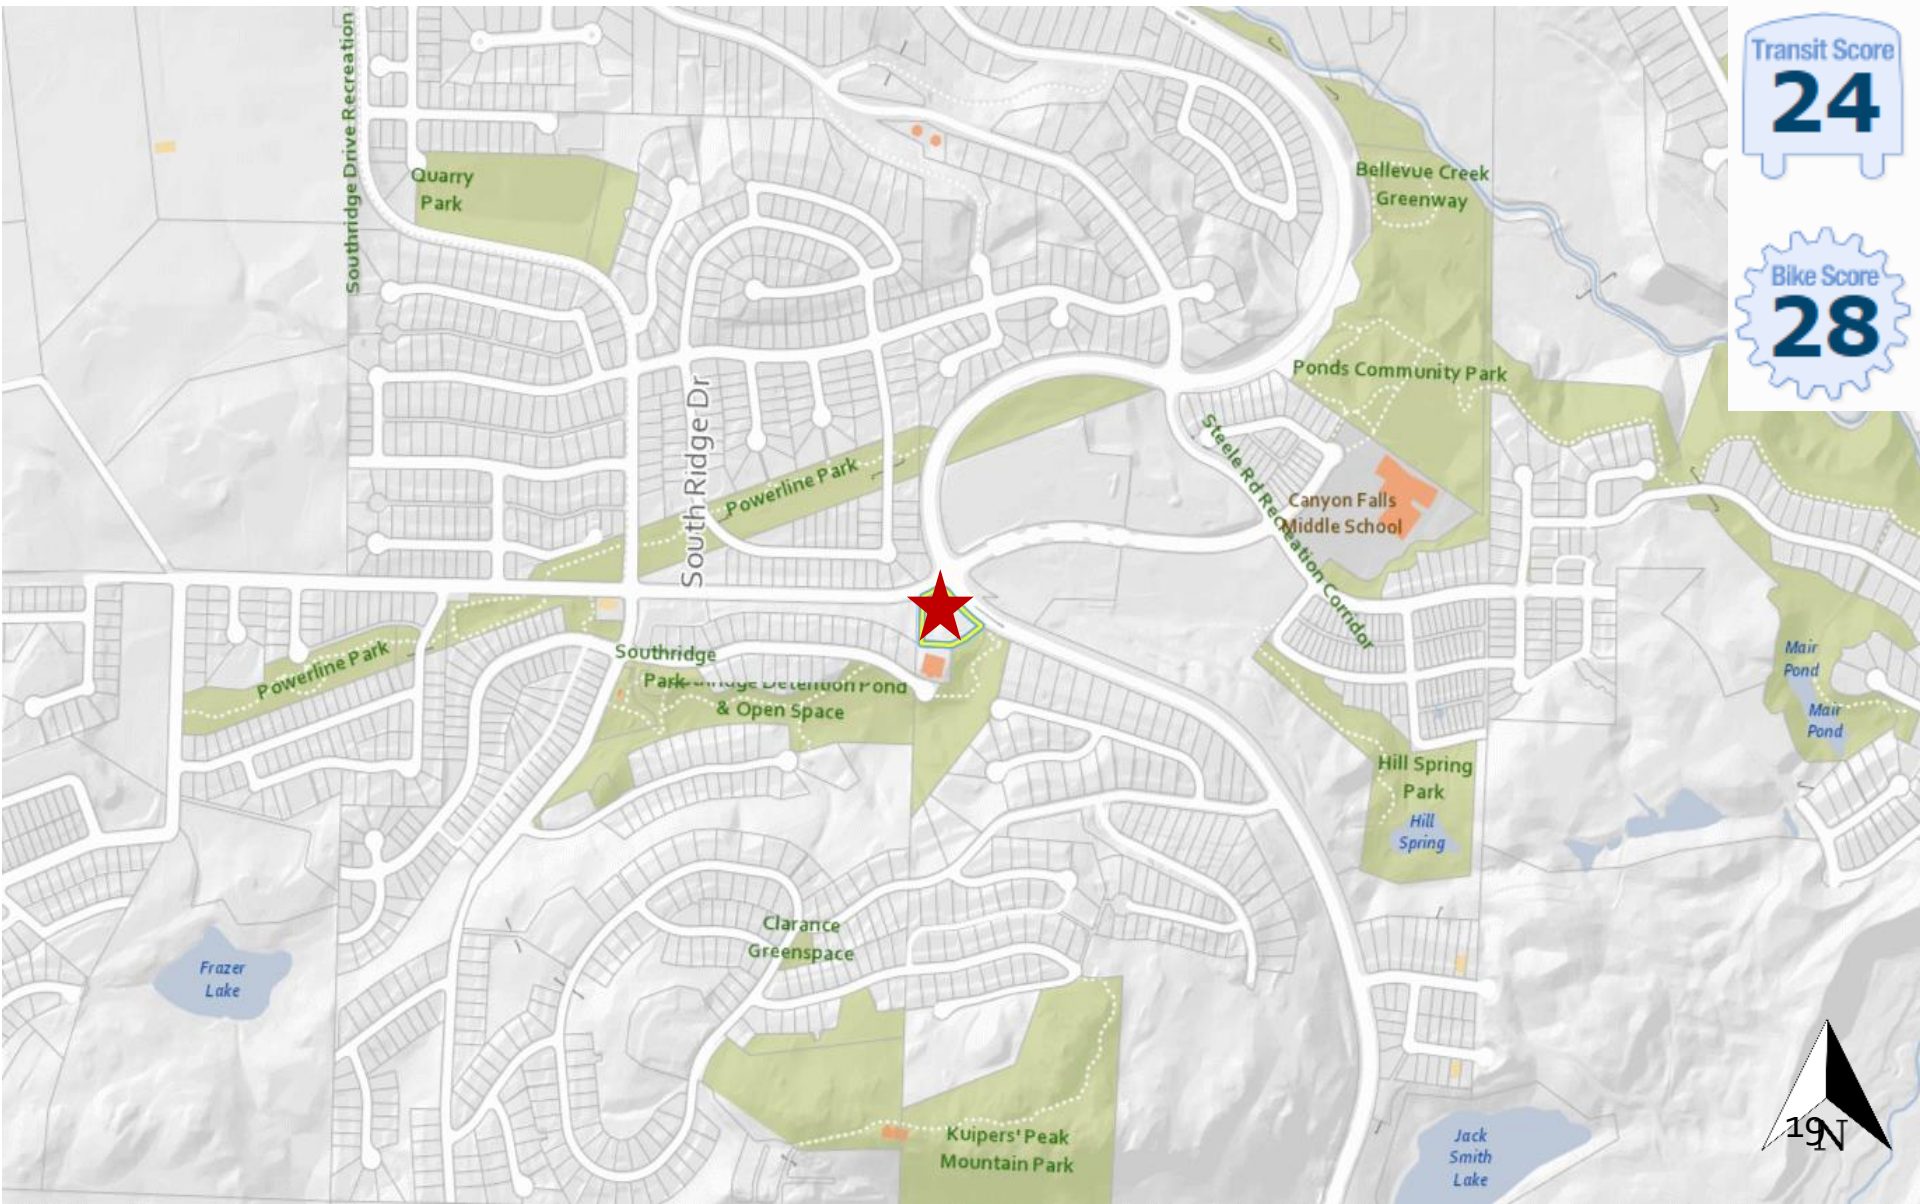 Transit Score
24
Bike Score
28
Southridge Drive Recreation
Quarry
Park
Bellevue Creek
Greenway
Ponds Community Park
South Ridge Dr
Steele Rd Recreation Corridor
Powerline Park
Canyon Falls
Middle School
Powerline Park
Southridge
Park
Detention Pond
& Open Space
Mair
Pond
Mair
Pond
Hill Spring
Park
Hill
Spring
Clarance
Greenspace
Frazer
Lake
Kuipers' Peak
Mountain Park
Jack
Smith
Lake
19
N